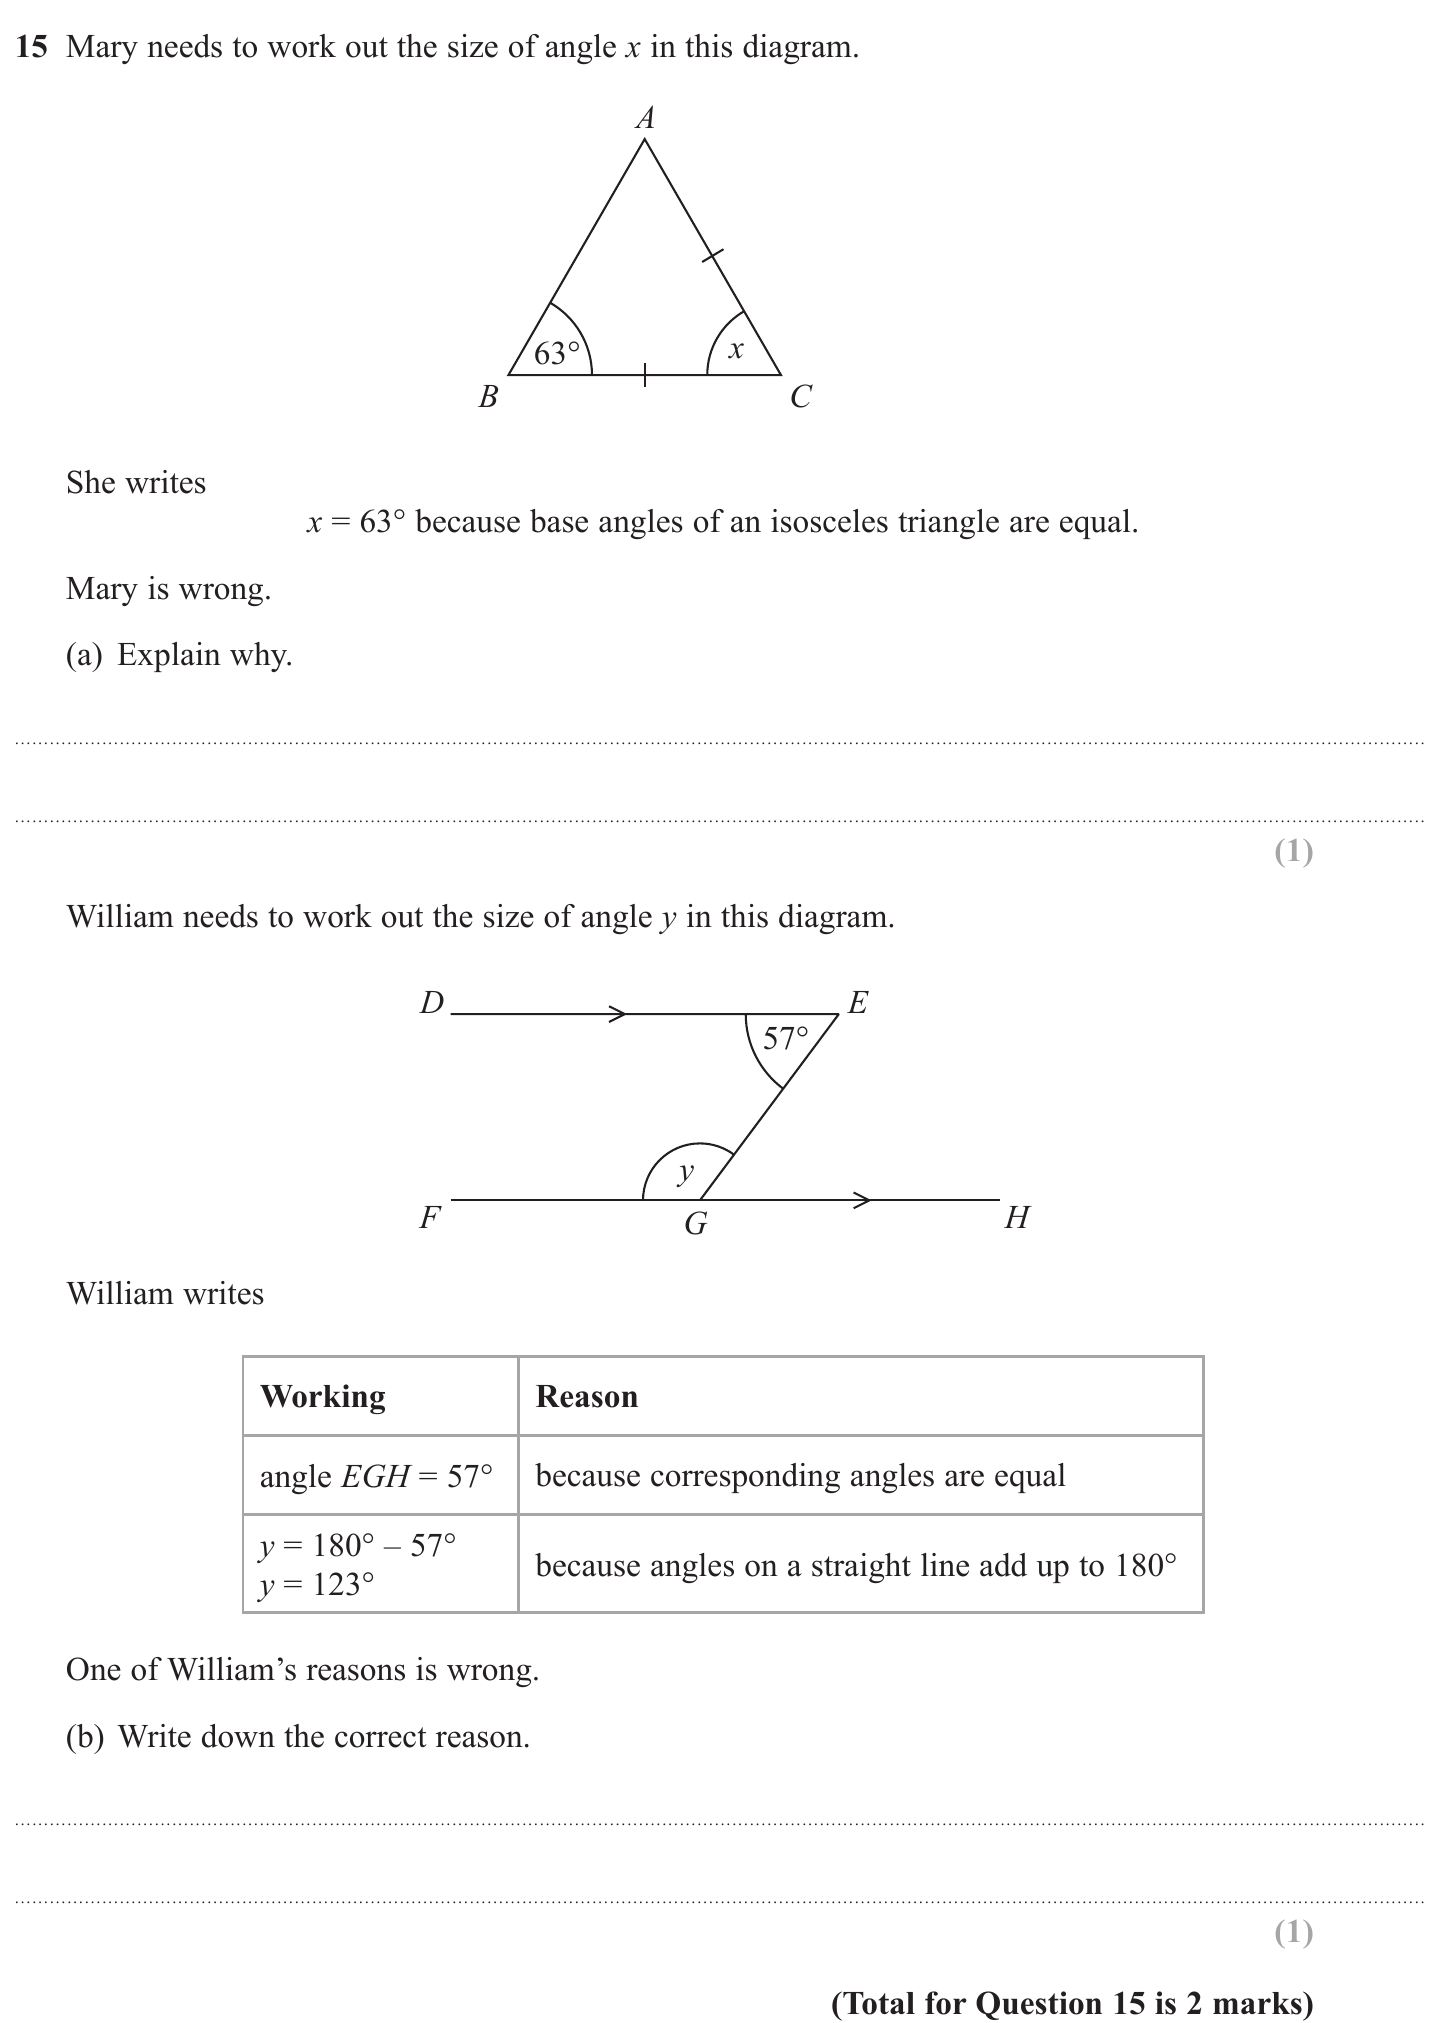 15 Mary needs to work out the size of angle x in this diagram.
A
63°
x
B
C
She writes
x = 63° because base angles of an isosceles triangle are equal.
Mary is wrong.
(a) Explain why.
(1)
William needs to work out the size of angle y in this diagram.
D
E
57°
y
F
G
H
William writes
Working Reason
angle EGH = 57° because corresponding angles are equal
y = 180° – 57°
y = 123°
because angles on a straight line add up to 180°
One of William’s reasons is wrong.
(b) Write down the correct reason.
(1)
(Total for Question 15 is 2 marks)